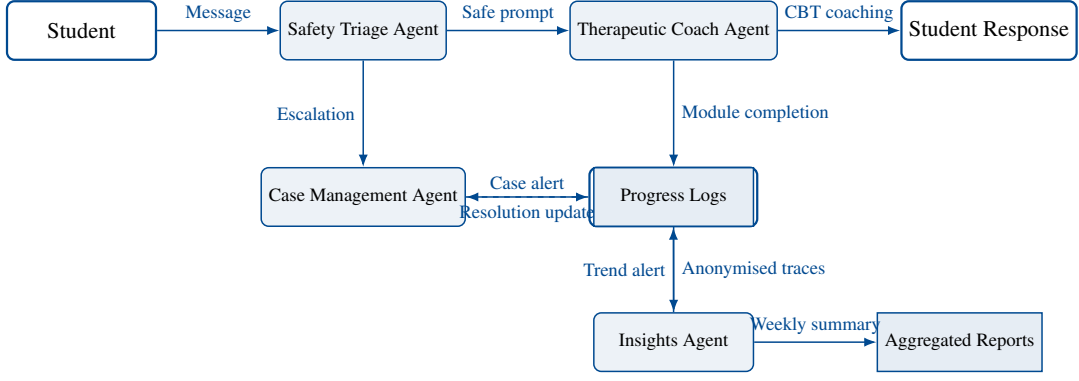 Message
Safe prompt
CBT coaching
Student
Safety Triage Agent
Therapeutic Coach Agent
Student Response
Escalation
Module completion
Case alert
Case Management Agent
Progress Logs
Resolution update
Trend alert
Anonymised traces
Weekly summary
Insights Agent
Aggregated Reports